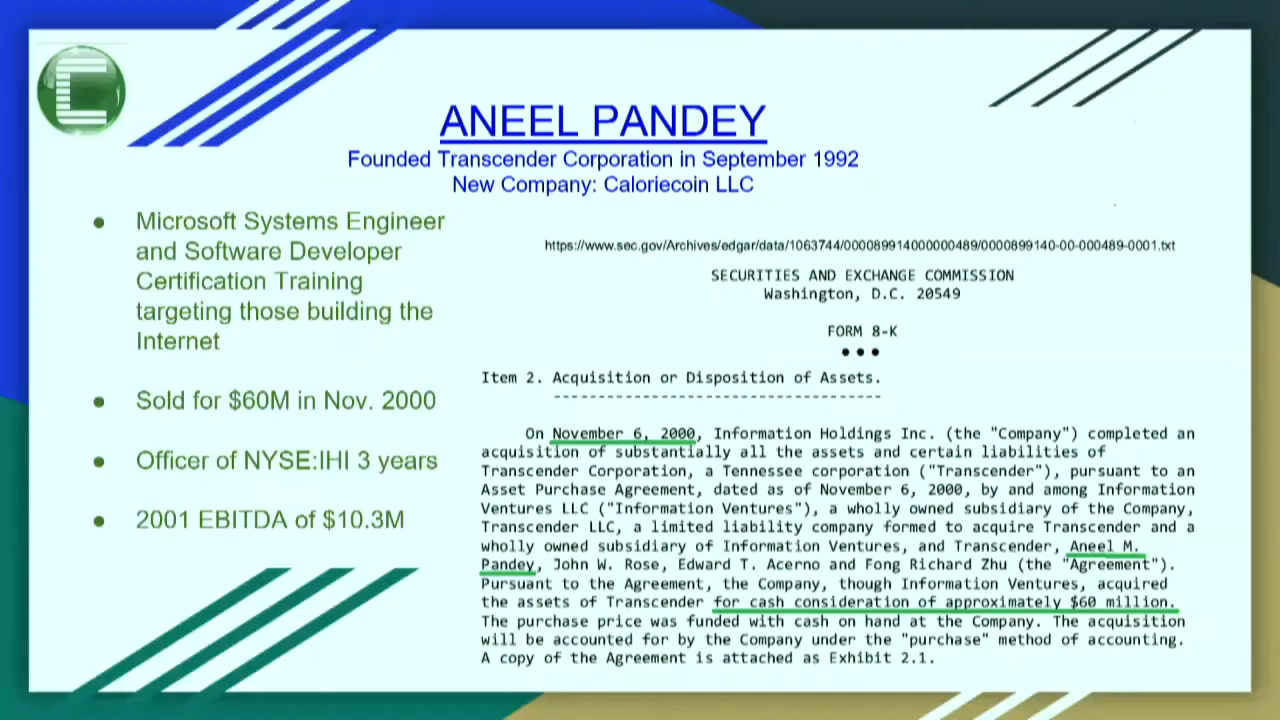 C
ANEEL PANDEY
Founded Transcender Corporation in September 1992
New Company: Caloriecoin LLC
● Microsoft Systems Engineer
and Software Developer
Certification Training
targeting those building the
Internet
● Sold for $60M in Nov. 2000
● Officer of NYSE:IHI 3 years
● 2001 EBITDA of $10.3M
https://www.sec.gov/Archives/edgar/data/1063744/000089914000000489/0000899140-00-000489-0001.txt
SECURITIES AND EXCHANGE COMMISSION
Washington, D.C. 20549
FORM 8-K
●●●
Item 2. Acquisition or Disposition of Assets.
-------------------------------------
On November 6, 2000, Information Holdings Inc. (the "Company") completed an
acquisition of substantially all the assets and certain liabilities of
Transcender Corporation, a Tennessee corporation ("Transcender"), pursuant to an
Asset Purchase Agreement, dated as of November 6, 2000, by and among Information
Ventures LLC ("Information Ventures"), a wholly owned subsidiary of the Company,
Transcender LLC, a limited liability company formed to acquire Transcender and a
wholly owned subsidiary of Information Ventures, and Transcender, Aneel M.
Pandey, John W. Rose, Edward T. Acerno and Fong Richard Zhu (the "Agreement").
Pursuant to the Agreement, the Company, though Information Ventures, acquired
the assets of Transcender for cash consideration of approximately $60 million.
The purchase price was funded with cash on hand at the Company. The acquisition
will be accounted for by the Company under the "purchase" method of accounting.
A copy of the Agreement is attached as Exhibit 2.1.